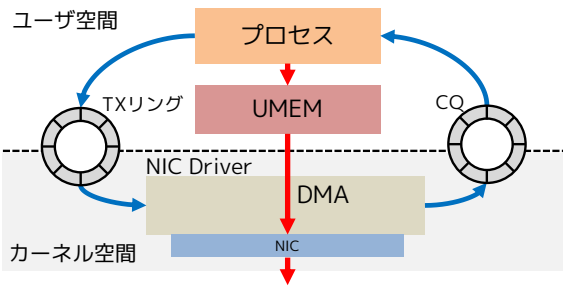 ユーザ空間
プロセス
TXリング
UMEM
CQ
NIC Driver
DMA
NIC
カーネル空間